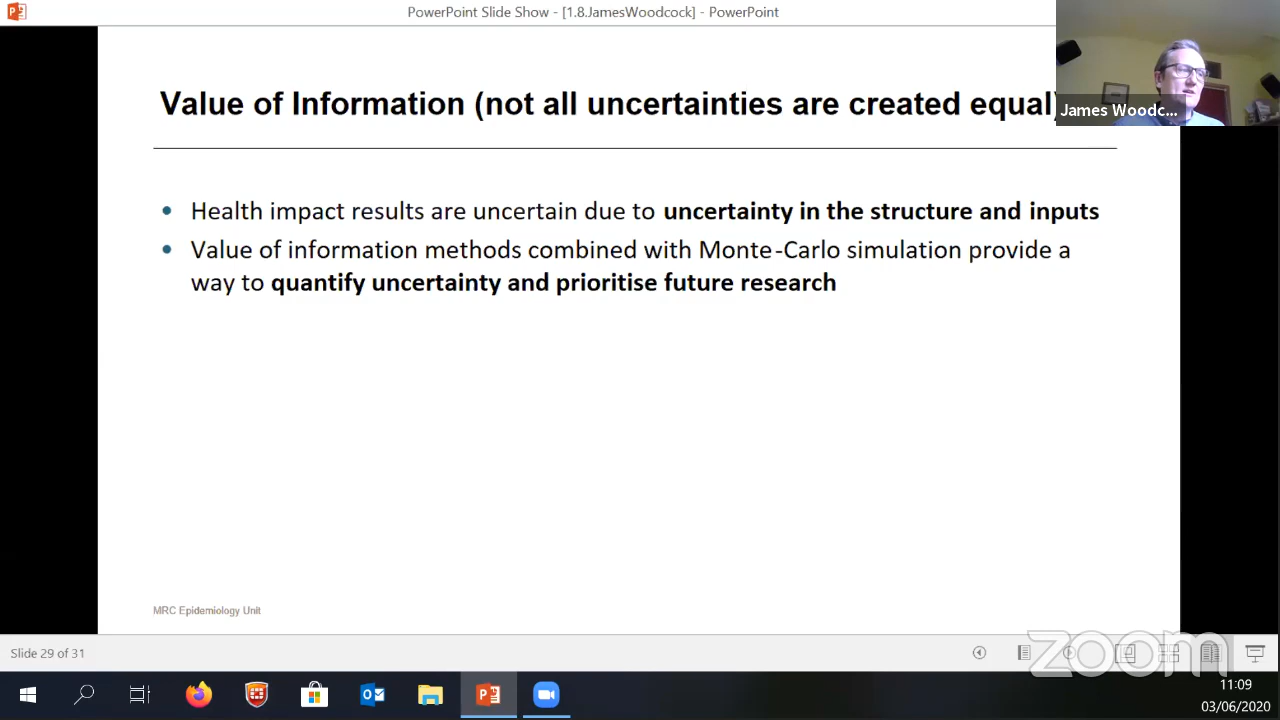 PowerPoint Slide Show - [1.8.JamesWoodcock] - PowerPoint
Value of Information (not all uncertainties are created equal)
James Woodc...
• Health impact results are uncertain due to uncertainty in the structure and inputs
• Value of information methods combined with Monte-Carlo simulation provide a
way to quantify uncertainty and prioritise future research
MRC Epidemiology Unit
Slide 29 of 31
zoom
11:09
03/06/2020